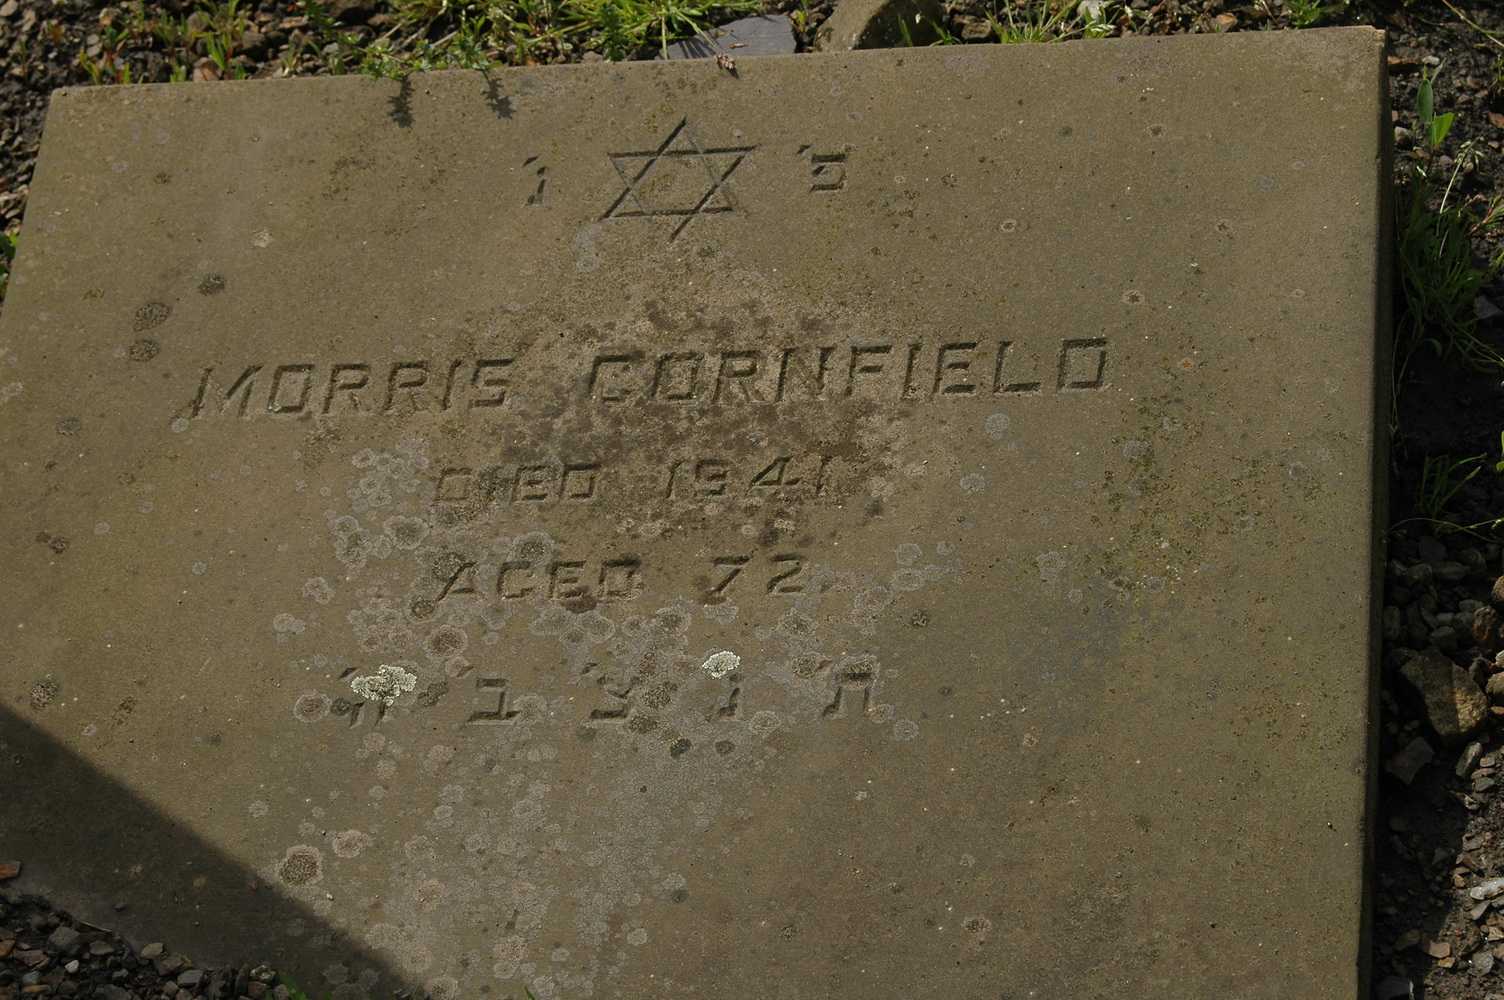 פ׳ נ׳
MORRIS CORNFIELD
DIED 1941
AGED 72
ת׳ נ׳ צ׳ ב׳ ה׳